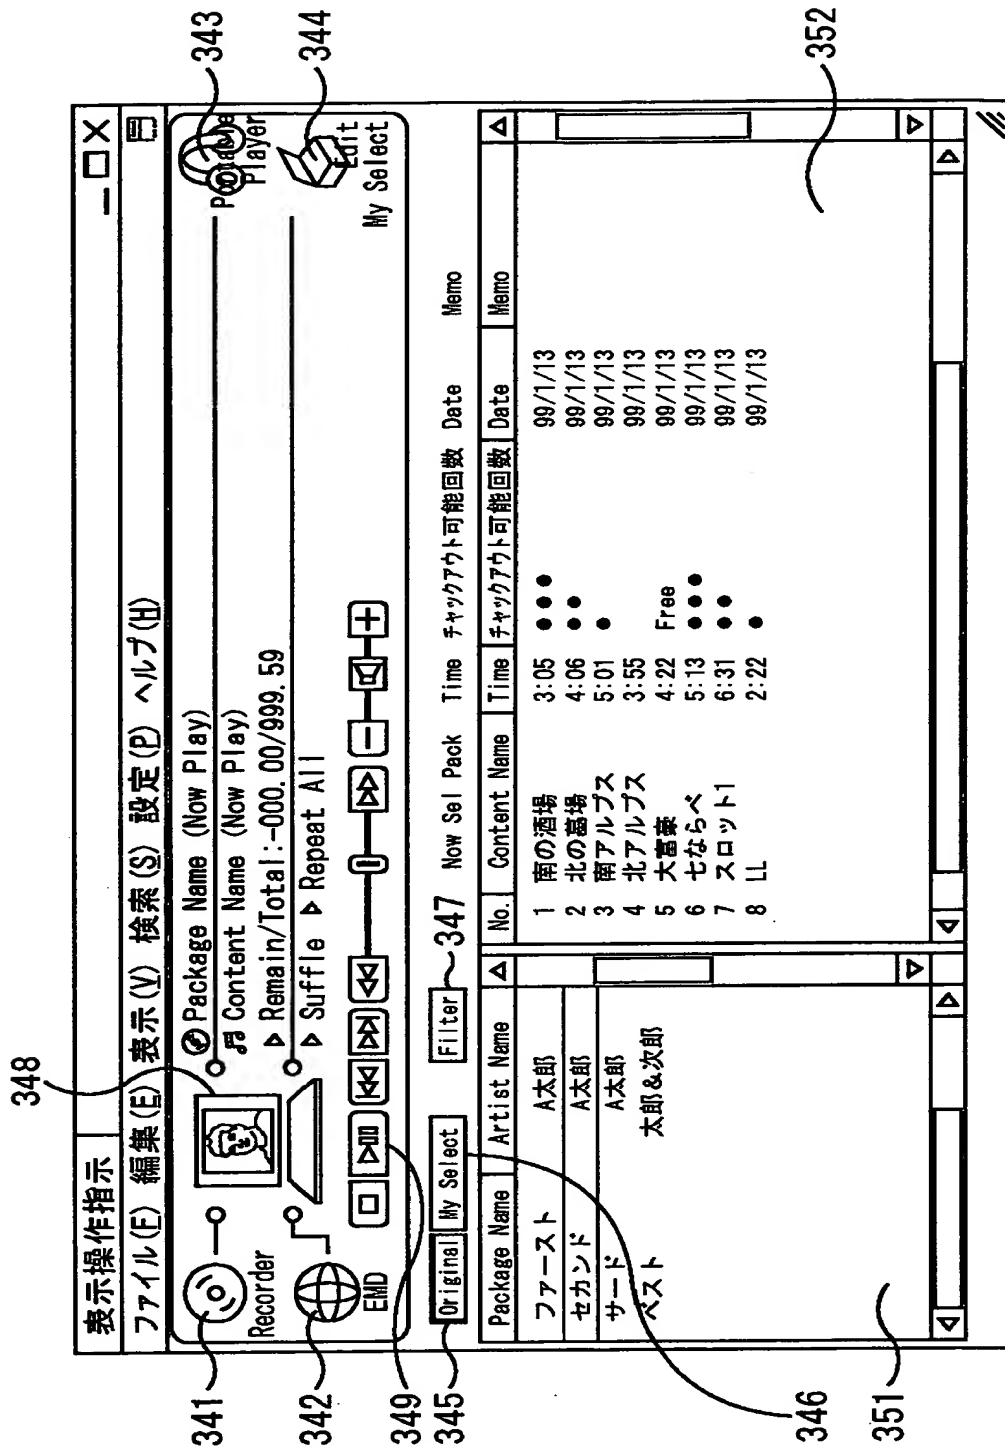 348
表示操作指示
ファイル(F) 編集(E) 表示(V) 検索(S) 設定(P) ヘルプ(H)
341
Recorder
Package Name (Now Play)
Content Name (Now Play)
Remain/Total:-000.00/999.59
Suffle Repeat All
Portable
Player
343
342
EMD
Edit
My Select
344
349
345
Original My Select Filter 347 Now Sel Pack Time チャックアウト可能回数 Date Memo
Package Name Artist Name
ファースト A太郎
セカンド A太郎
サード A太郎
ベスト 太郎&次郎
No. Content Name Time チャックアウト可能回数 Date Memo
1 南の酒場 3:05 ●●● 99/1/13
2 北の墓場 4:06 ●● 99/1/13
3 南アルプス 5:01 ● 99/1/13
4 北アルプス 3:55 99/1/13
5 大富豪 4:22 Free 99/1/13
6 七ならべ 5:13 ●●● 99/1/13
7 スロット1 6:31 ●● 99/1/13
8 LL 2:22 ● 99/1/13
346
351
352